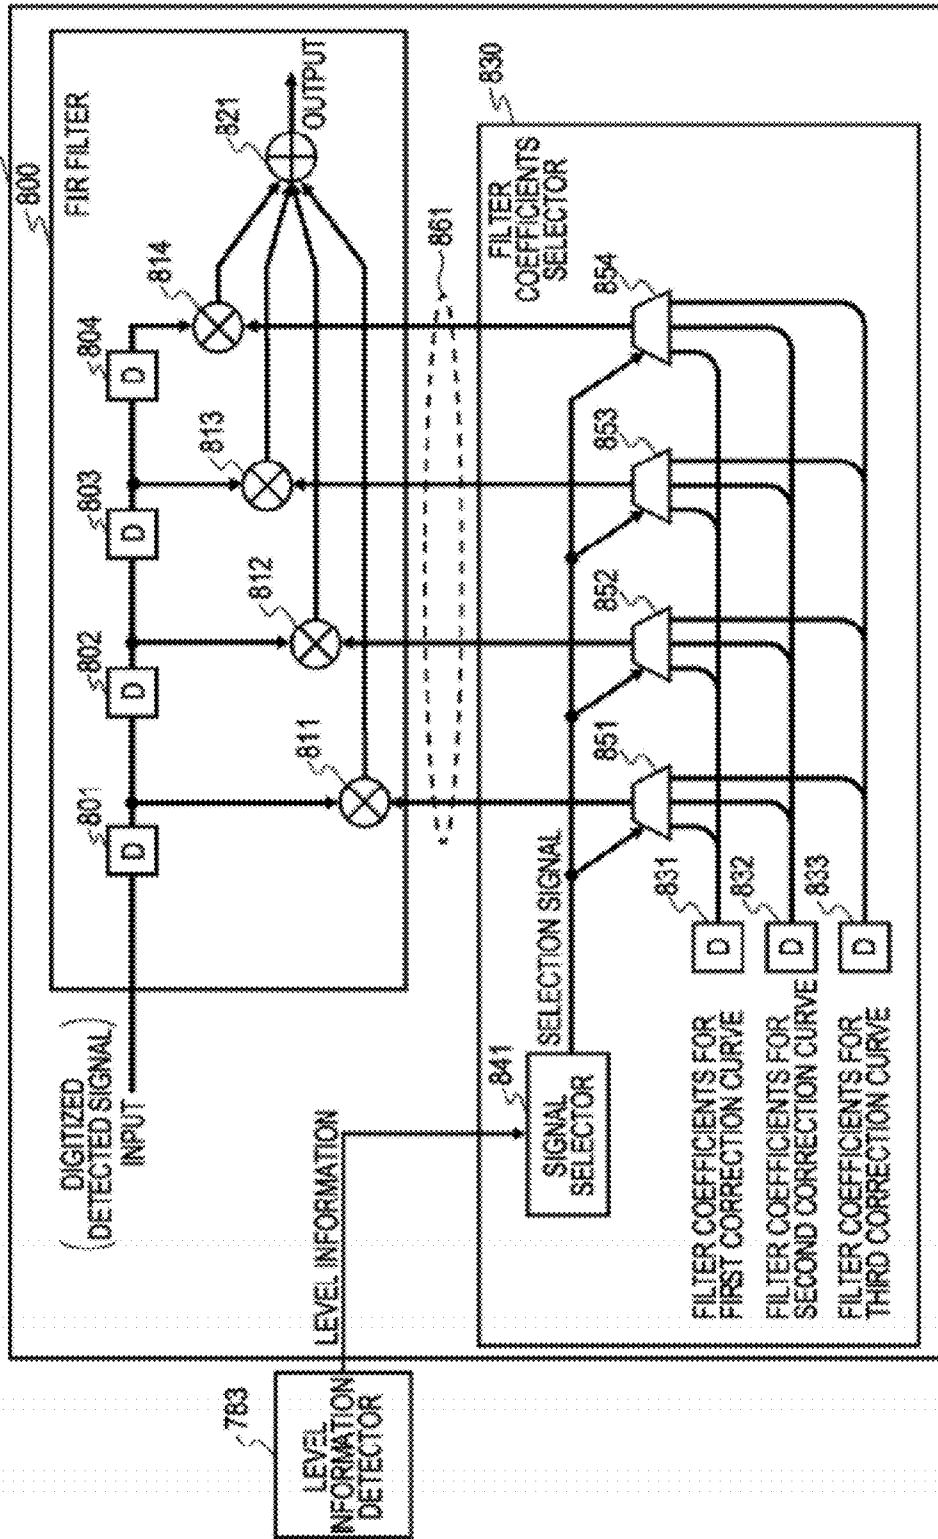 800
FIR FILTER
801
802
803
804
D
D
D
D
811
812
813
814
821
OUTPUT
(DIGITIZED
DETECTED SIGNAL)
INPUT
861
783
LEVEL
INFORMATION
DETECTOR
LEVEL INFORMATION
830
FILTER
COEFFICIENTS
SELECTOR
841
SIGNAL
SELECTOR
SELECTION SIGNAL
851
852
853
854
FILTER COEFFICIENTS FOR
FIRST CORRECTION CURVE
D
831
FILTER COEFFICIENTS FOR
SECOND CORRECTION CURVE
D
832
FILTER COEFFICIENTS FOR
THIRD CORRECTION CURVE
D
833